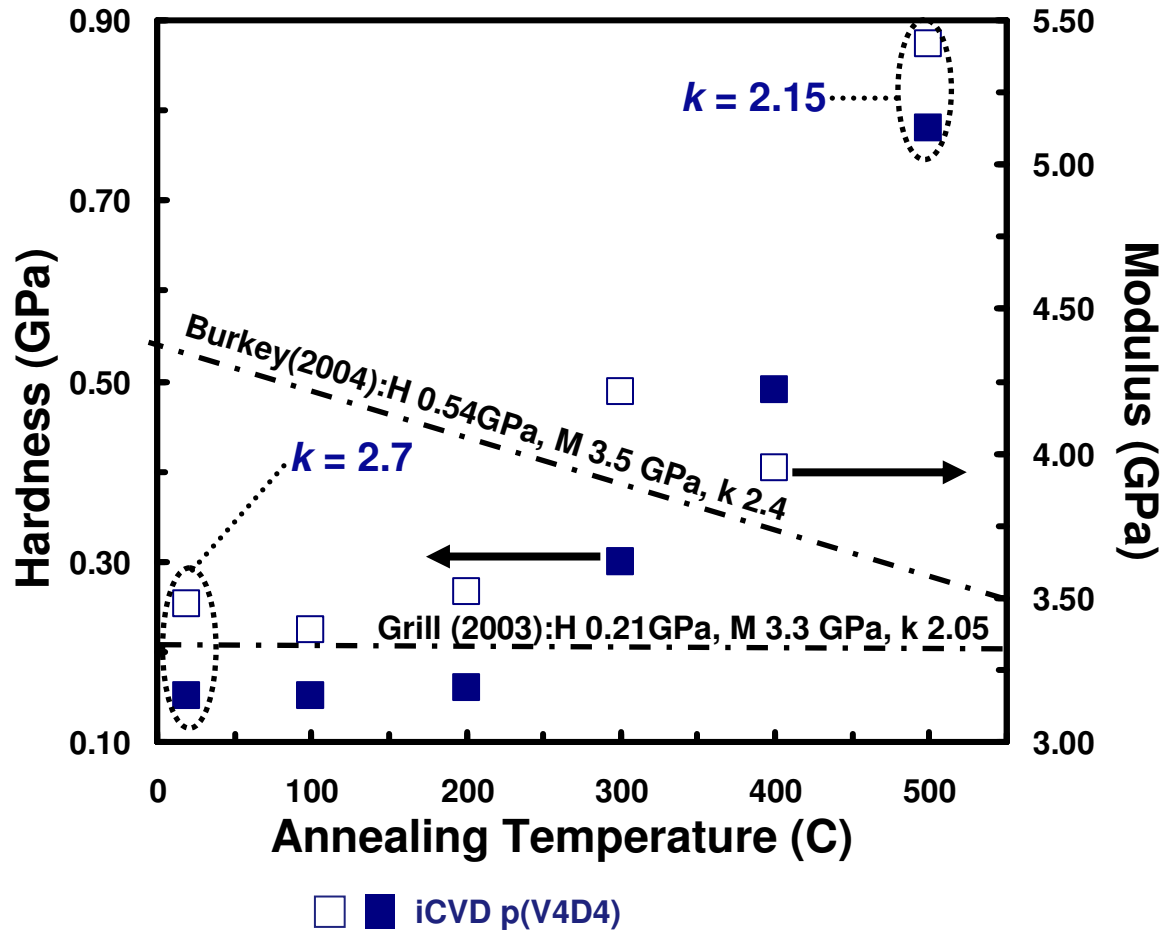 0.90
0.70
0.50
0.30
0.10
Hardness (GPa)
5.50
5.00
4.50
4.00
3.50
3.00
Modulus (GPa)
k = 2.15
Burkey(2004):H 0.54GPa, M 3.5 GPa, k 2.4
k = 2.7
Grill (2003):H 0.21GPa, M 3.3 GPa, k 2.05
0 100 200 300 400 500
Annealing Temperature (C)
iCVD p(V4D4)